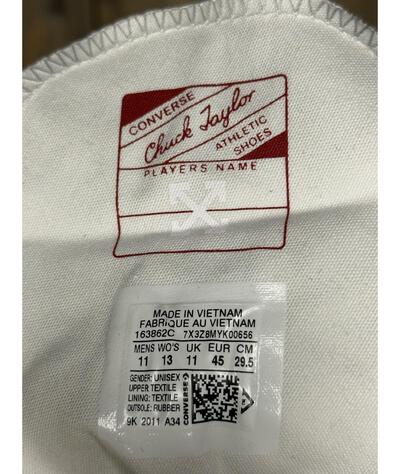 CONVERSE
Chuck Taylor
ATHLETIC
SHOES
PLAYERS NAME
MADE IN VIETNAM
FABRIQUE AU VIETNAM
163862C 7X3Z8MYK00656
MENS WO'S UK EUR CM
11 13 11 45 29.5
GENDER: UNISEX
UPPER:TEXTILE
LINING: TEXTILE
OUTSOLE: RUBBER
9K 2011 A34
CONVERSE